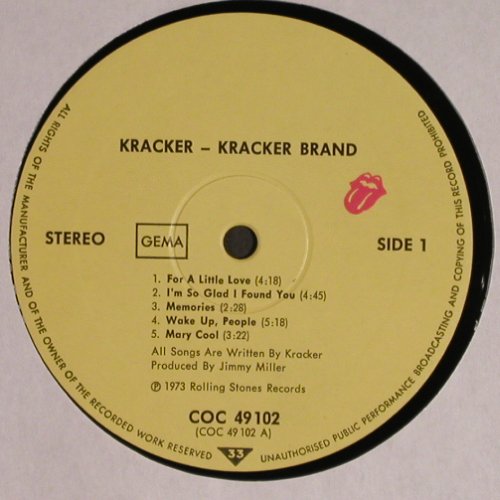 KRACKER – KRACKER BRAND
STEREO
GEMA
SIDE 1
1. For A Little Love (4:18)
2. I'm So Glad I Found You (4:45)
3. Memories (2:28)
4. Wake Up, People (5:18)
5. Mary Cool (3:22)
All Songs Are Written By Kracker
Produced By Jimmy Miller
℗ 1973 Rolling Stones Records
COC 49 102
(COC 49 102 A)
33
ALL RIGHTS OF THE MANUFACTURER AND OF THE OWNER OF THE RECORDED WORK RESERVED
UNAUTHORISED PUBLIC PERFORMANCE BROADCASTING AND COPYING OF THIS RECORD PROHIBITED